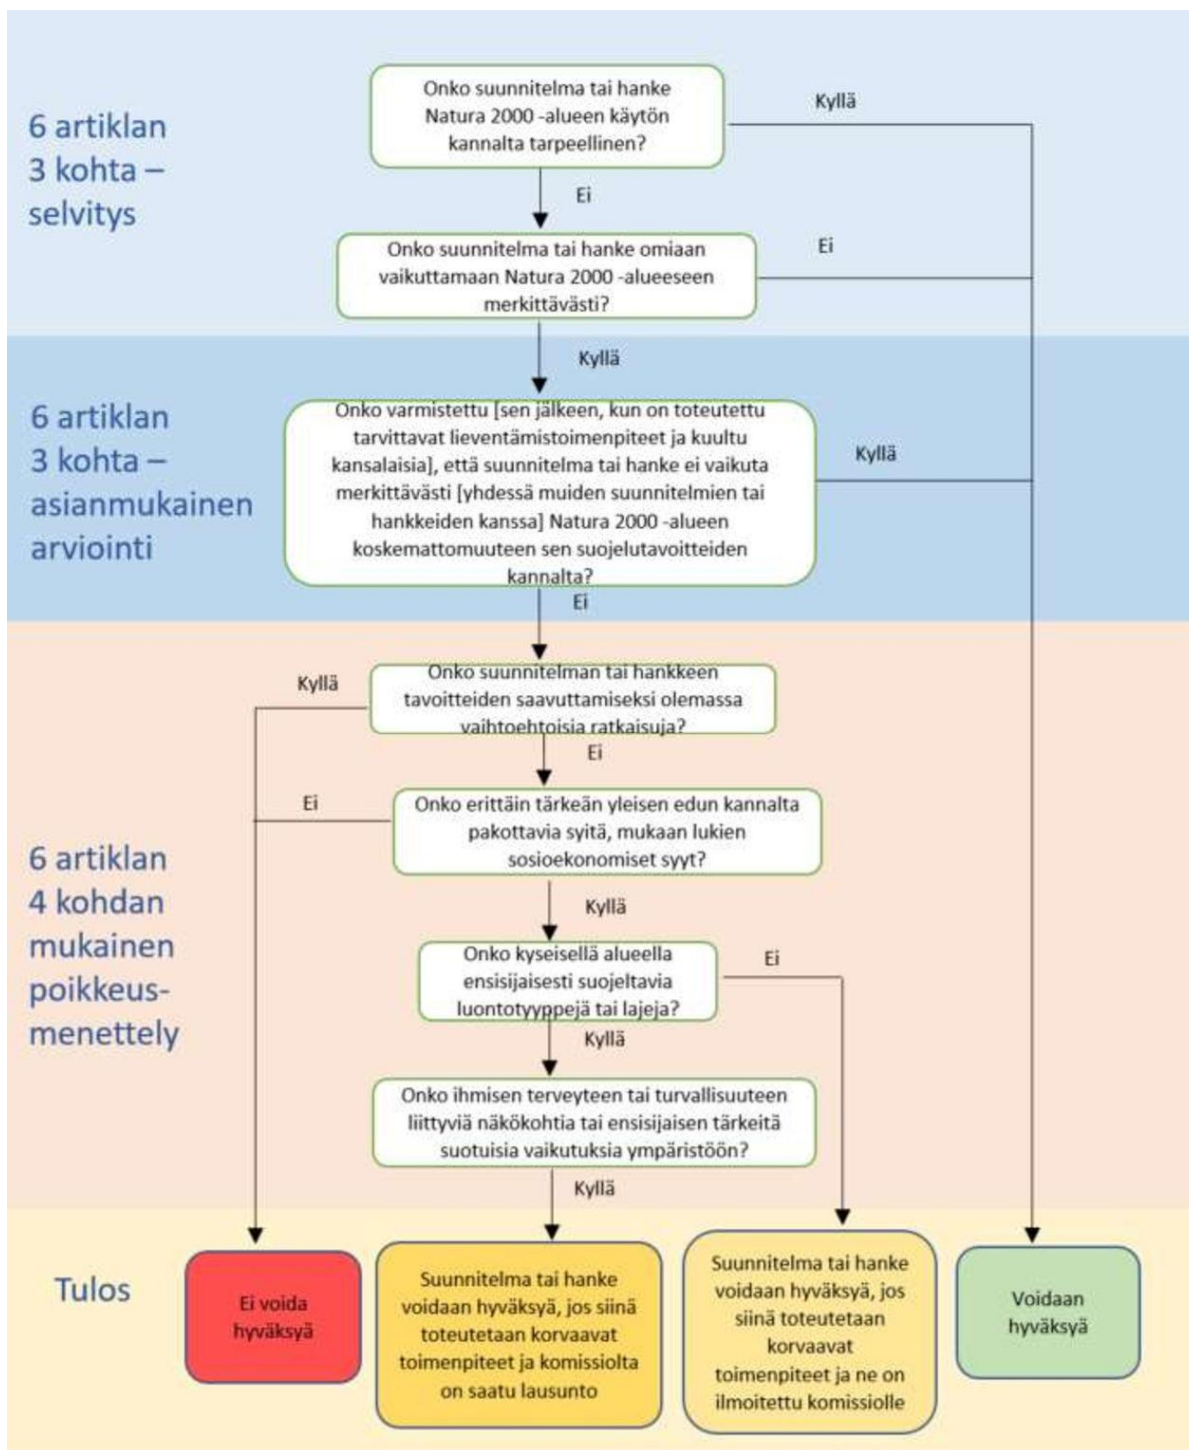 6 artiklan
3 kohta –
selvitys
Onko suunnitelma tai hanke
Natura 2000 -alueen käytön
kannalta tarpeellinen?
Kyllä
Ei
Onko suunnitelma tai hanke omiaan
vaikuttamaan Natura 2000 -alueeseen
merkittävästi?
Ei
Kyllä
6 artiklan
3 kohta –
asianmukainen
arviointi
Onko varmistettu [sen jälkeen, kun on toteutettu
tarvittavat lieventämistoimenpiteet ja kuultu
kansalaisia], että suunnitelma tai hanke ei vaikuta
merkittävästi [yhdessä muiden suunnitelmien tai
hankkeiden kanssa] Natura 2000 -alueen
koskemattomuuteen sen suojelutavoitteiden
kannalta?
Kyllä
Ei
6 artiklan
4 kohdan
mukainen
poikkeus-
menettely
Onko suunnitelman tai hankkeen
tavoitteiden saavuttamiseksi olemassa
vaihtoehtoisia ratkaisuja?
Kyllä
Ei
Onko erittäin tärkeän yleisen edun kannalta
pakottavia syitä, mukaan lukien
sosioekonomiset syyt?
Ei
Kyllä
Onko kyseisellä alueella
ensisijaisesti suojeltavia
luontotyyppejä tai lajeja?
Ei
Kyllä
Onko ihmisen terveyteen tai turvallisuuteen
liittyviä näkökohtia tai ensisijaisen tärkeitä
suotuisia vaikutuksia ympäristöön?
Kyllä
Tulos
Ei voida
hyväksyä
Suunnitelma tai hanke
voidaan hyväksyä, jos siinä
toteutetaan korvaavat
toimenpiteet ja komissiolta
on saatu lausunto
Suunnitelma tai hanke
voidaan hyväksyä, jos
siinä toteutetaan
korvaavat
toimenpiteet ja ne on
ilmoitettu komissiolle
Voidaan
hyväksyä